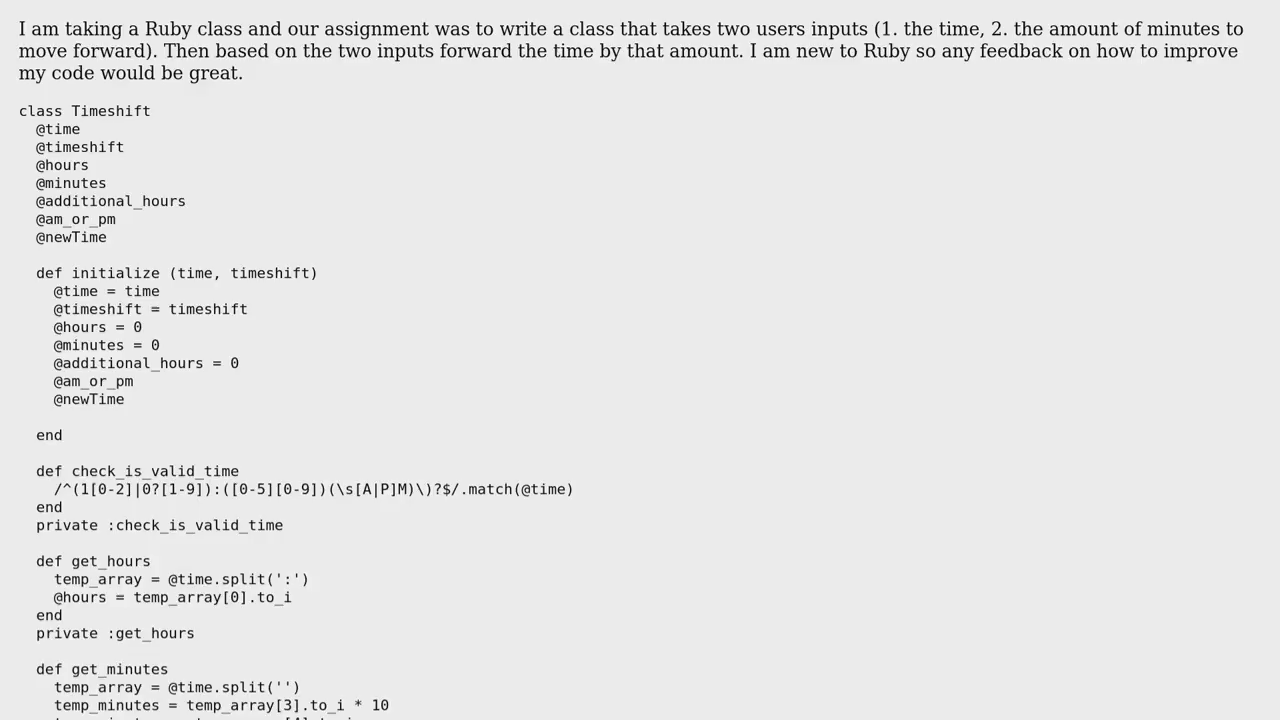 I am taking a Ruby class and our assignment was to write a class that takes two users inputs (1. the time, 2. the amount of minutes to
move forward). Then based on the two inputs forward the time by that amount. I am new to Ruby so any feedback on how to improve
my code would be great.
class Timeshift
  @time
  @timeshift
  @hours
  @minutes
  @additional_hours
  @am_or_pm
  @newTime
  def initialize (time, timeshift)
    @time = time
    @timeshift = timeshift
    @hours = 0
    @minutes = 0
    @additional_hours = 0
    @am_or_pm
    @newTime
  end
  def check_is_valid_time
    /^(1[0-2]|0?[1-9]):([0-5][0-9])(\s[A|P]M)\)?$/.match(@time)
  end
  private :check_is_valid_time
  def get_hours
    temp_array = @time.split(':')
    @hours = temp_array[0].to_i
  end
  private :get_hours
  def get_minutes
    temp_array = @time.split('')
    temp_minutes = temp_array[3].to_i * 10